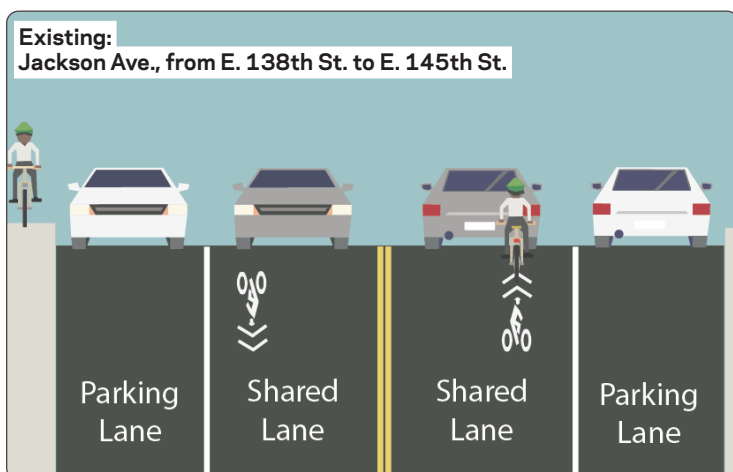 Existing:
Jackson Ave., from E. 138th St. to E. 145th St.
Parking
Lane
Shared
Lane
Shared
Lane
Parking
Lane